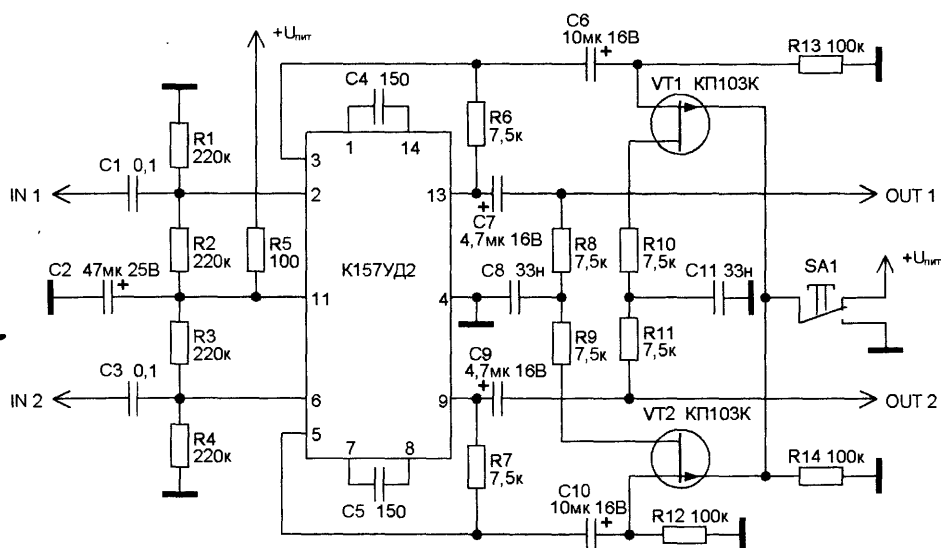 +Uпит
C6
10мк 16В
+
R13 100к
C4 150
VT1 КП103К
R6
7,5к
R1
220к
1
14
3
C1 0,1
IN 1
2
13
OUT 1
+
C7
4,7мк 16В
R2
220к
R5
100
К157УД2
R8
7,5к
R10
7,5к
C2
47мк 25В
+
11
4
C8
33н
C11
33н
SA1
+Uпит
R3
220к
R9
7,5к
R11
7,5к
C9
4,7мк 16В
+
C3 0,1
IN 2
6
9
OUT 2
5
VT2 КП103К
R4
220к
7
8
R7
7,5к
R14 100к
C5 150
C10
10мк 16В
+
R12 100к